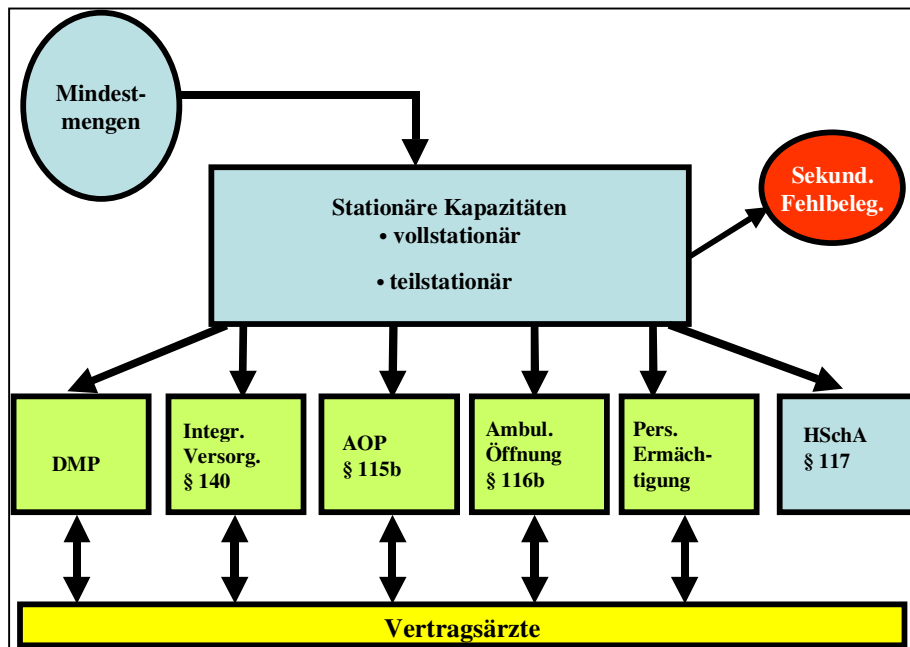 Mindest-
mengen
Sekund.
Fehlbeleg.
Stationäre Kapazitäten
• vollstationär
• teilstationär
DMP
Integr.
Versorg.
§ 140
AOP
§ 115b
Ambul.
Öffnung
§ 116b
Pers.
Ermäch-
tigung
HSchA
§ 117
Vertragsärzte